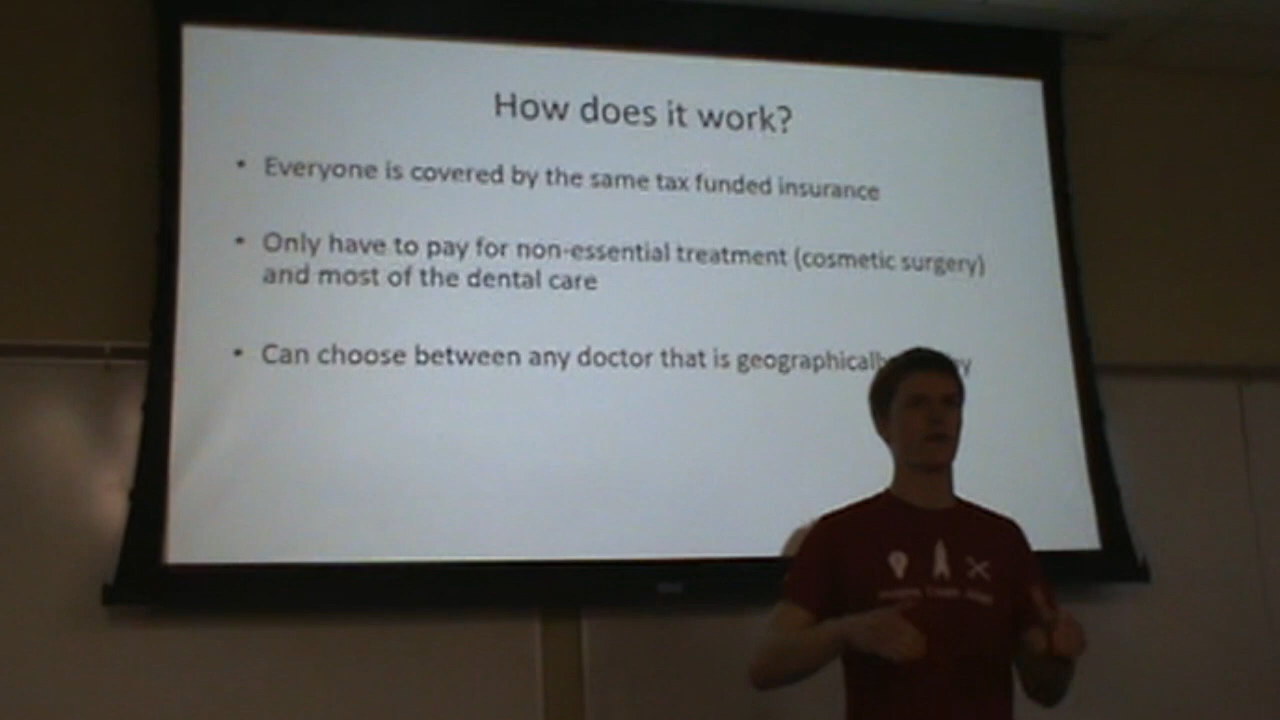 How does it work?
• Everyone is covered by the same tax funded insurance
• Only have to pay for non-essential treatment (cosmetic surgery)
and most of the dental care
• Can choose between any doctor that is